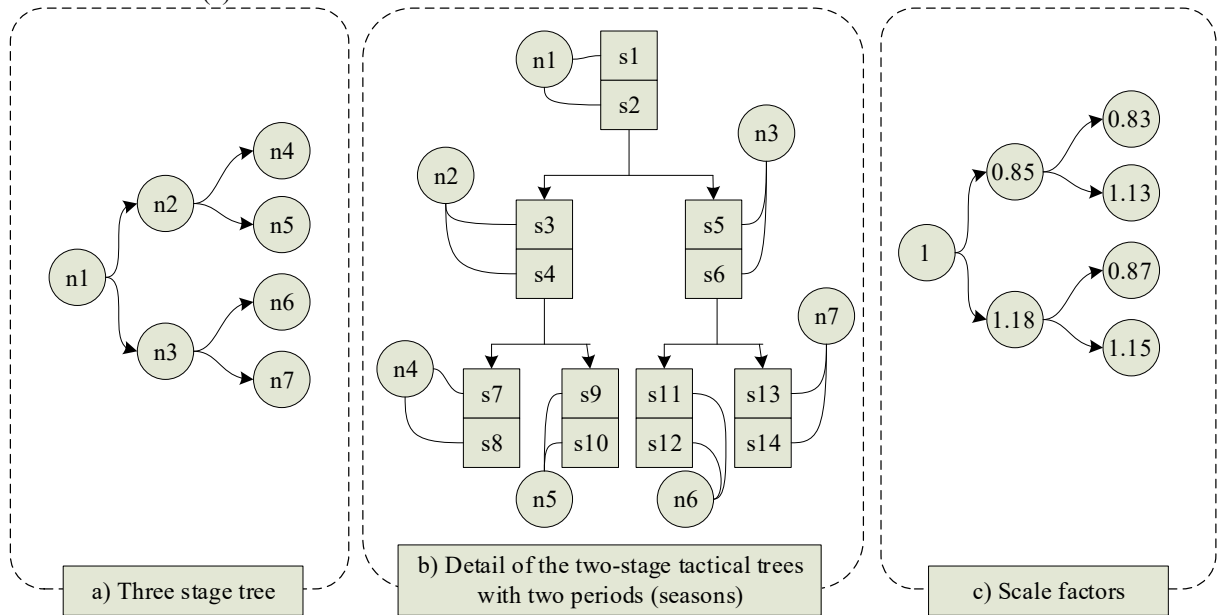 n1
n2
n3
n4
n5
n6
n7
a) Three stage tree
n1
s1
s2
n3
n2
s3
s4
s5
s6
n7
n4
s7
s8
s9
s10
s11
s12
s13
s14
n5
n6
b) Detail of the two-stage tactical trees
with two periods (seasons)
1
0.85
1.18
0.83
1.13
0.87
1.15
c) Scale factors